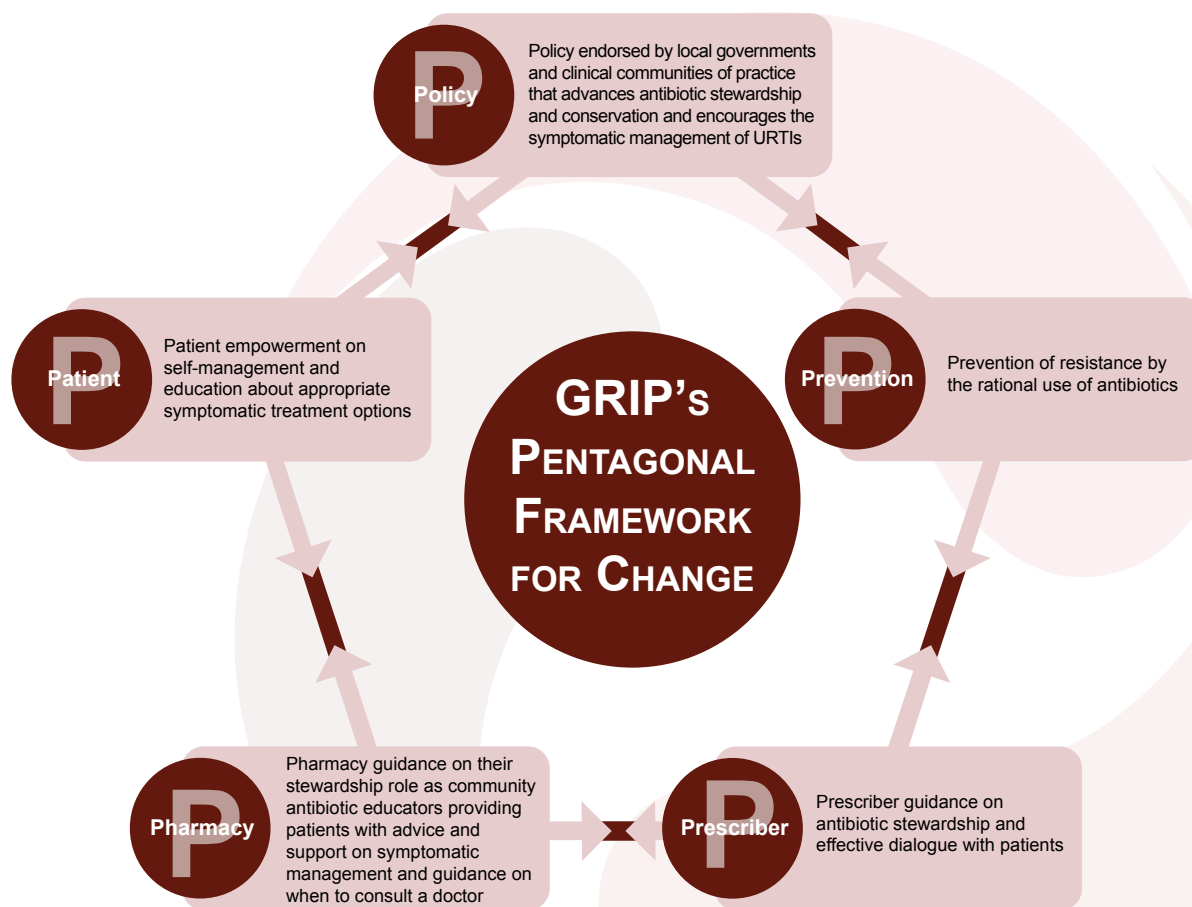 P
Policy
Policy endorsed by local governments
and clinical communities of practice
that advances antibiotic stewardship
and conservation and encourages the
symptomatic management of URTIs
P
Patient
Patient empowerment on
self-management and
education about appropriate
symptomatic treatment options
GRIP's
Pentagonal
Framework
for Change
P
Prevention
Prevention of resistance by
the rational use of antibiotics
P
Pharmacy
Pharmacy guidance on their
stewardship role as community
antibiotic educators providing
patients with advice and
support on symptomatic
management and guidance on
when to consult a doctor
P
Prescriber
Prescriber guidance on
antibiotic stewardship and
effective dialogue with patients